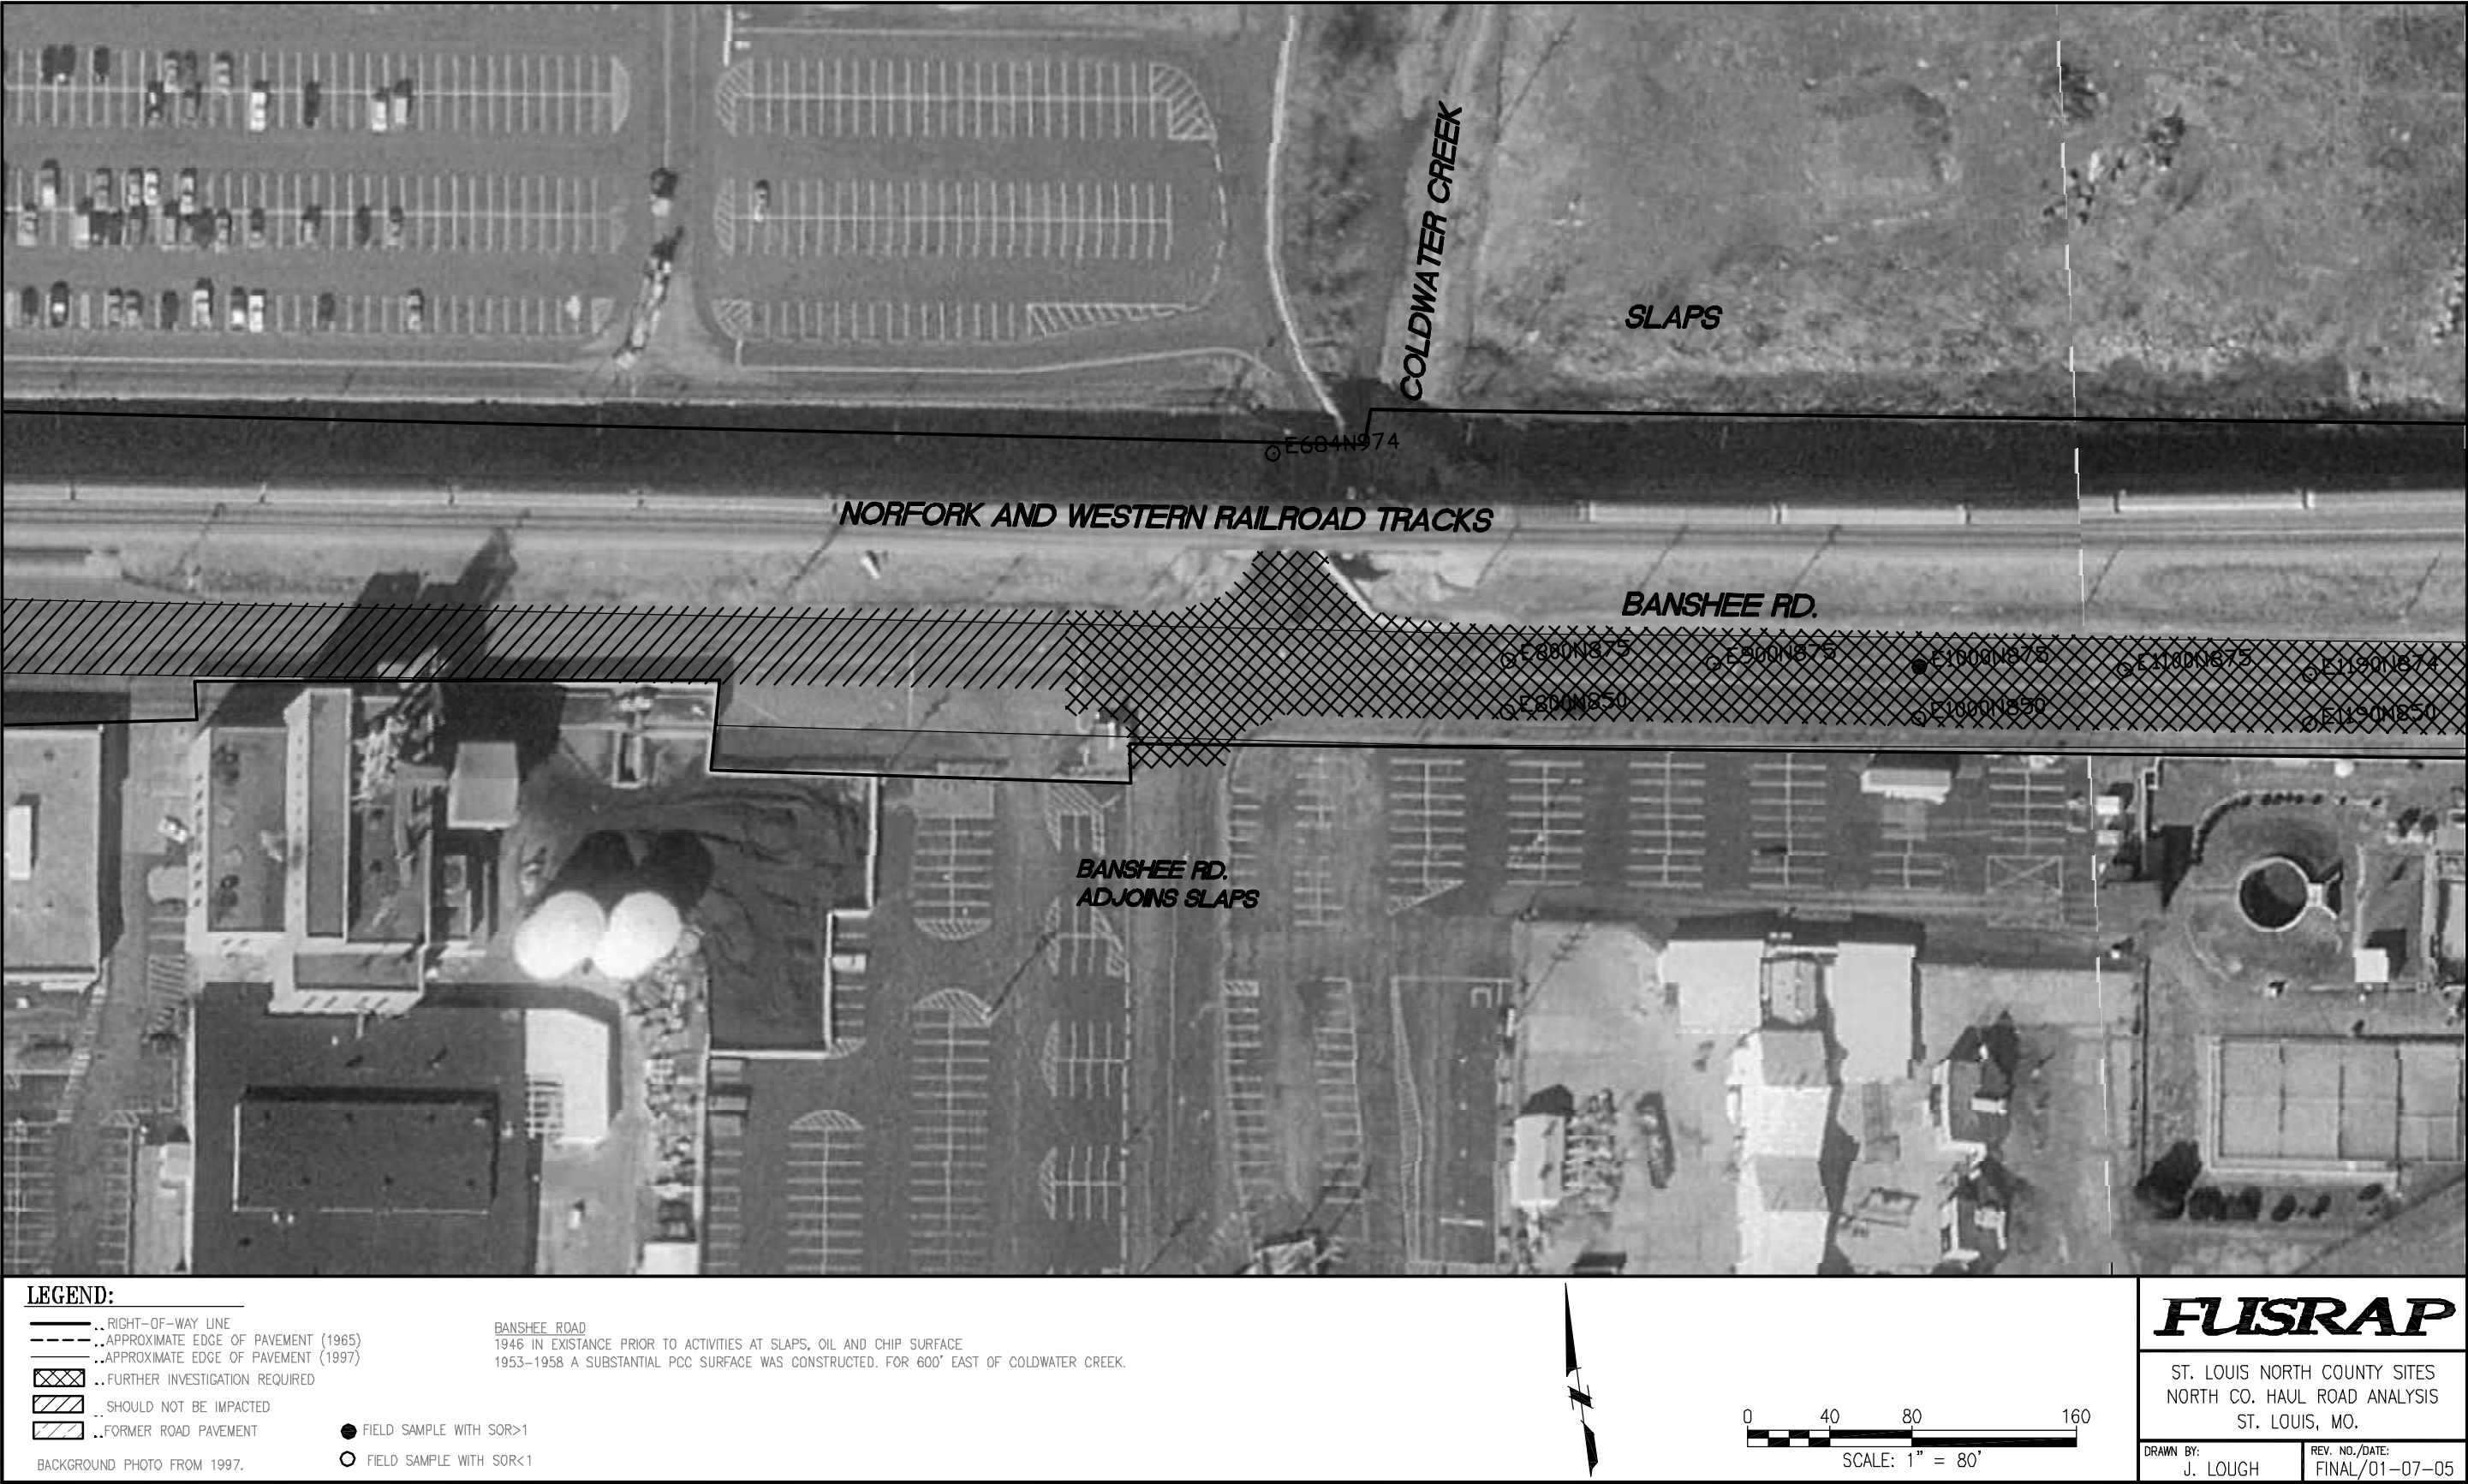 COLDWATER CREEK
SLAPS
E684N974
NORFORK AND WESTERN RAILROAD TRACKS
BANSHEE RD.
E800N875
E900N875
E1000N875
E1100N875
E1190N874
E800N850
E1000N850
E1190N850
BANSHEE RD.
ADJOINS SLAPS
LEGEND:
RIGHT-OF-WAY LINE
APPROXIMATE EDGE OF PAVEMENT (1965)
APPROXIMATE EDGE OF PAVEMENT (1997)
FURTHER INVESTIGATION REQUIRED
SHOULD NOT BE IMPACTED
FORMER ROAD PAVEMENT
BACKGROUND PHOTO FROM 1997.
FIELD SAMPLE WITH SOR>1
FIELD SAMPLE WITH SOR<1
BANSHEE ROAD
1946 IN EXISTANCE PRIOR TO ACTIVITIES AT SLAPS, OIL AND CHIP SURFACE
1953-1958 A SUBSTANTIAL PCC SURFACE WAS CONSTRUCTED. FOR 600' EAST OF COLDWATER CREEK.
N
0 40 80 160
SCALE: 1" = 80'
FUSRAP
ST. LOUIS NORTH COUNTY SITES
NORTH CO. HAUL ROAD ANALYSIS
ST. LOUIS, MO.
DRAWN BY:
J. LOUGH
REV. NO./DATE:
FINAL/01-07-05